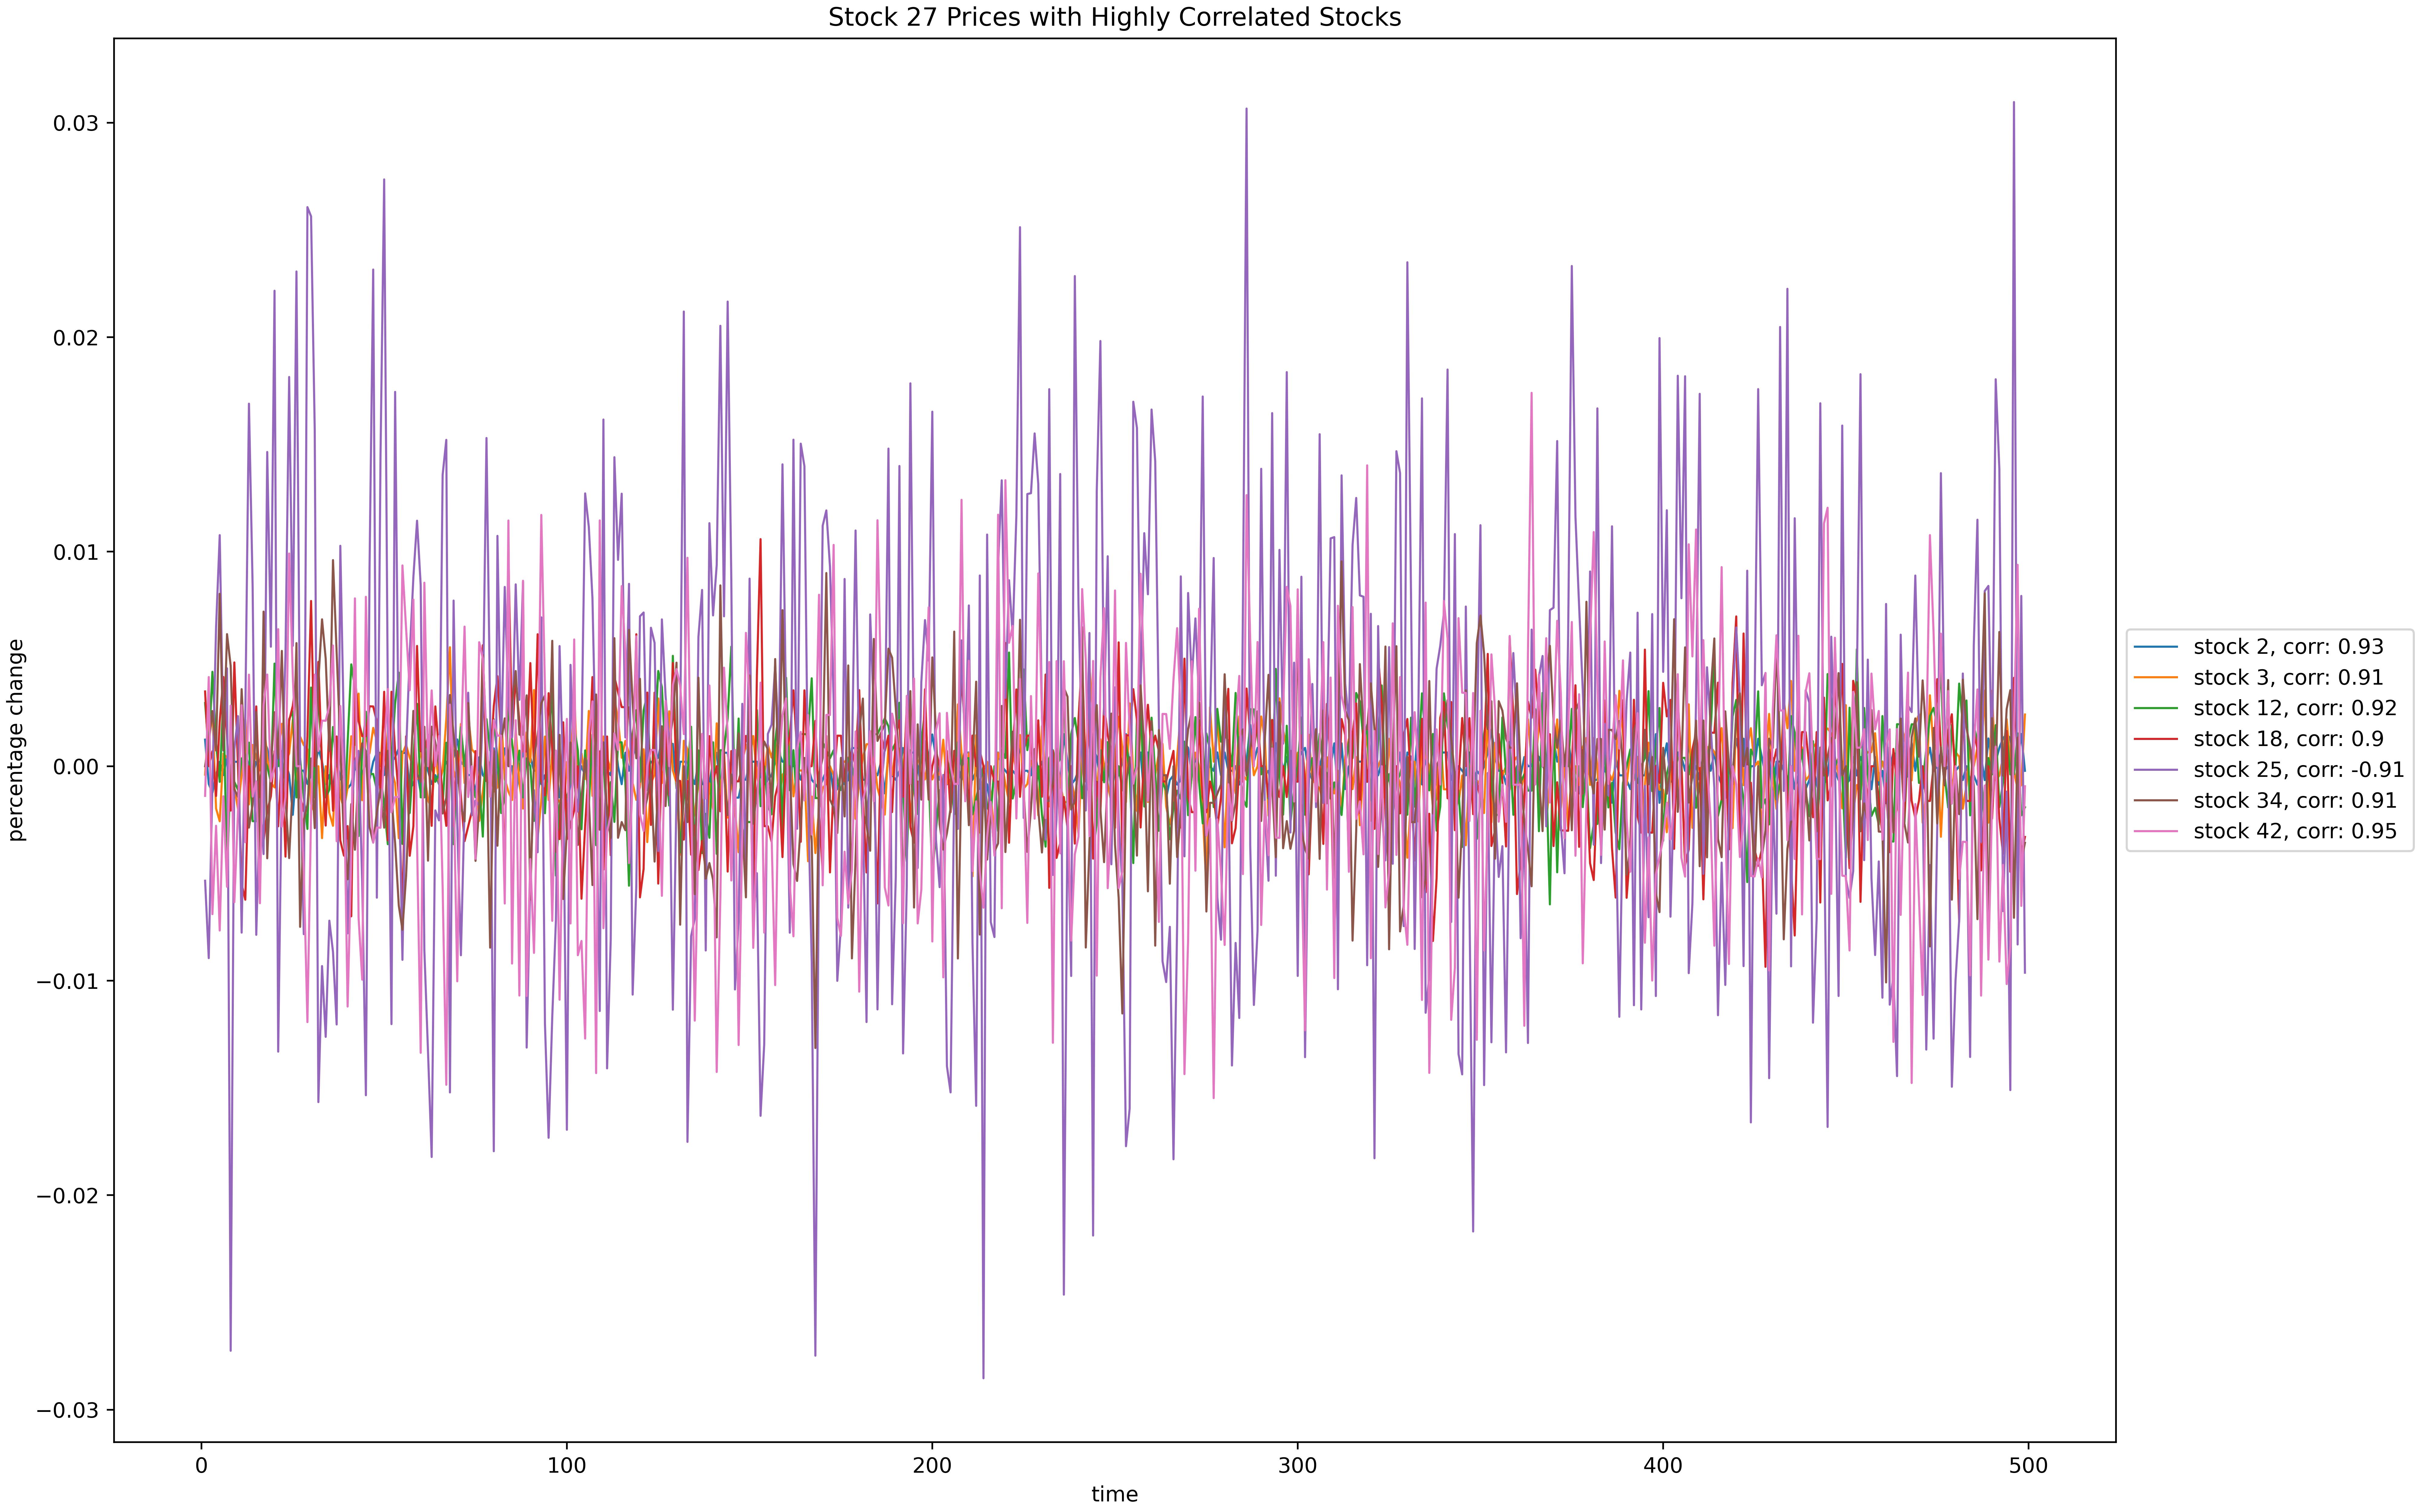 Stock 27 Prices with Highly Correlated Stocks
percentage change
0.03
0.02
0.01
0.00
−0.01
−0.02
−0.03
0 100 200 300 400 500
time
stock 2, corr: 0.93
stock 3, corr: 0.91
stock 12, corr: 0.92
stock 18, corr: 0.9
stock 25, corr: -0.91
stock 34, corr: 0.91
stock 42, corr: 0.95